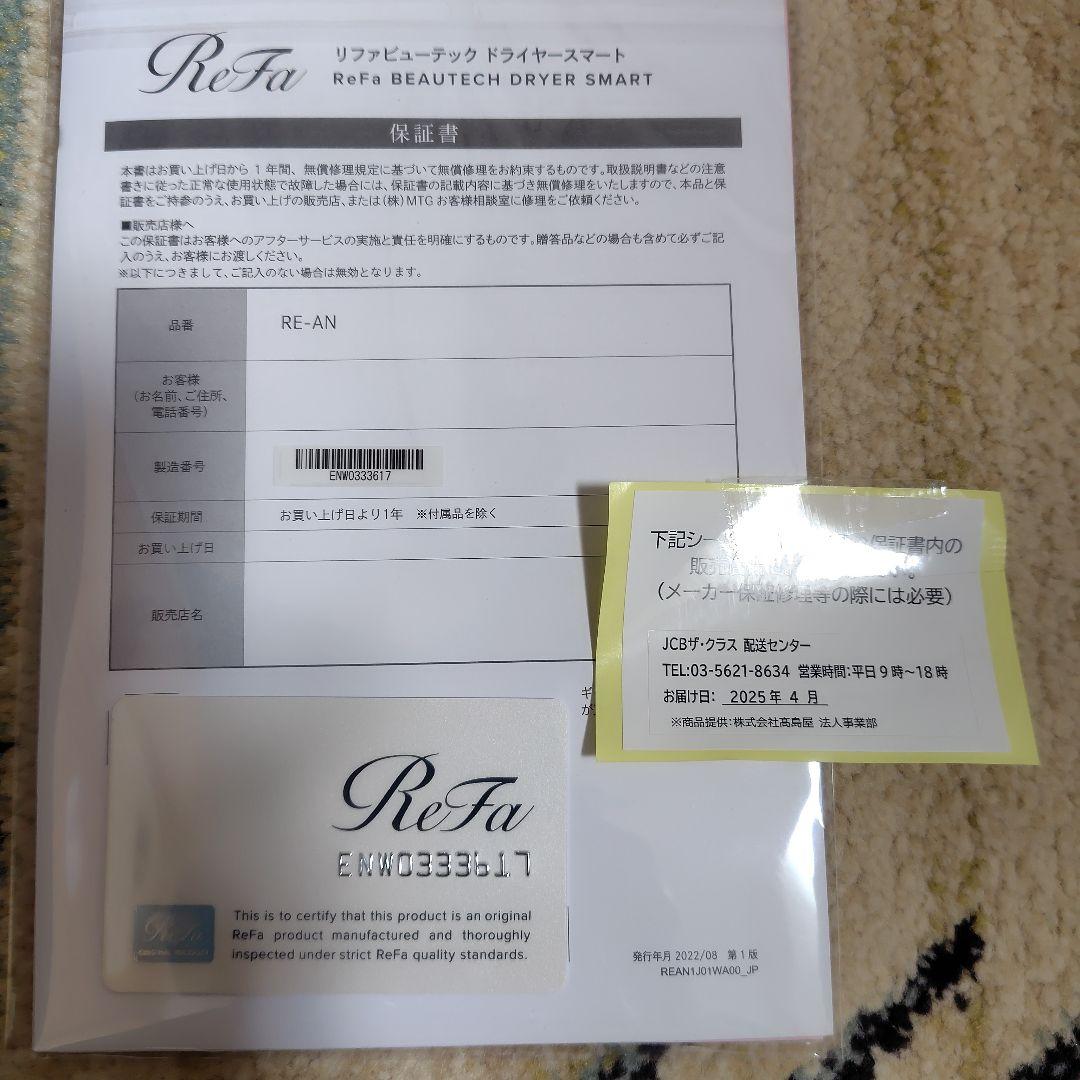 ReFa
リファビューテック ドライヤースマート
ReFa BEAUTECH DRYER SMART
保証書
本書はお買い上げ日から 1 年間、無償修理規定に基づいて無償修理をお約束するものです。取扱説明書などの注意
書きに従った正常な使用状態で故障した場合には、保証書の記載内容に基づき無償修理をいたしますので、本品と保
証書をご持参のうえ、お買い上げの販売店、または(株)MTG お客様相談室に修理をご依頼ください。
■販売店様へ
この保証書はお客様へのアフターサービスの実施と責任を明確にするものです。贈答品などの場合も含めて必ずご記
入のうえ、お客様にお渡しください。
※以下につきまして、ご記入のない場合は無効となります。
品番
RE-AN
お客様
(お名前、ご住所、
電話番号)
製造番号
ENW0333617
保証期間
お買い上げ日より1年 ※付属品を除く
お買い上げ日
販売店名
下記シー
保証書内の
販売
(メーカー保証修理等の際には必要)
JCBザ・クラス 配送センター
TEL:03-5621-8634 営業時間:平日9時~18時
お届け日: 2025年 4 月
※商品提供:株式会社髙島屋 法人事業部
ReFa
ENW0333617
ReFa
This is to certify that this product is an original
ReFa product manufactured and thoroughly
inspected under strict ReFa quality standards.
発行年月 2022/08 第1版
REAN1J01WA00_JP